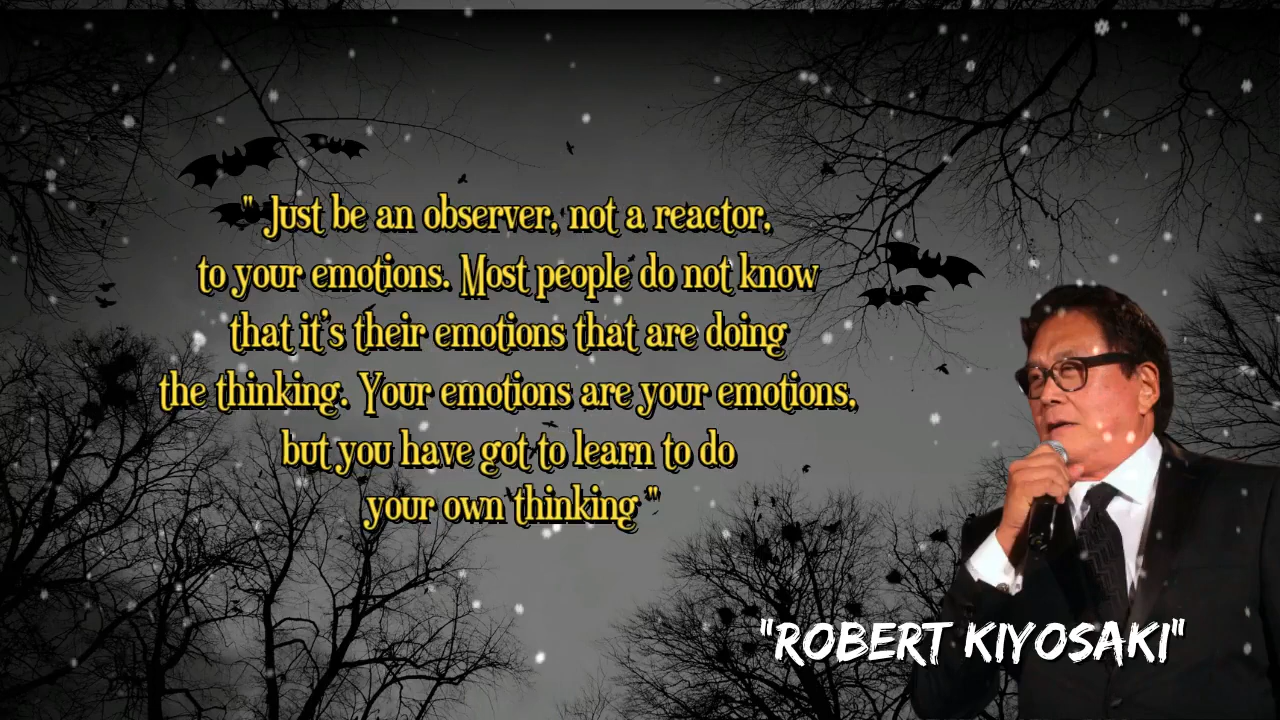 " Just be an observer, not a reactor,
to your emotions. Most people do not know
that it's their emotions that are doing
the thinking. Your emotions are your emotions,
but you have got to learn to do
your own thinking "
"ROBERT KIYOSAKI"